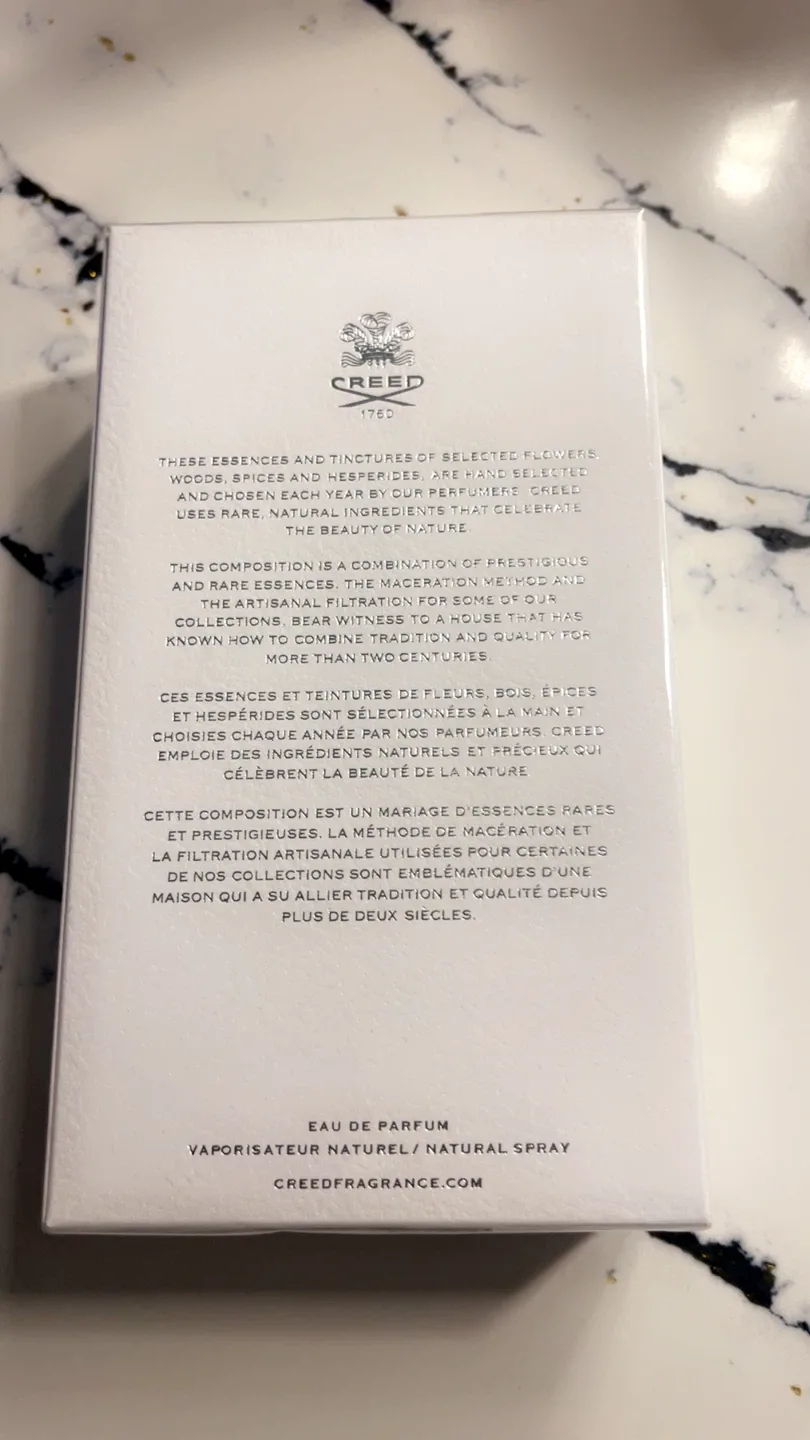 CREED
1760
THESE ESSENCES AND TINCTURES OF SELECTED FLOWERS,
WOODS, SPICES AND HESPERIDES, ARE HAND SELECTED
AND CHOSEN EACH YEAR BY OUR PERFUMERS. CREED
USES RARE, NATURAL INGREDIENTS THAT CELEBRATE
THE BEAUTY OF NATURE.
THIS COMPOSITION IS A COMBINATION OF PRESTIGIOUS
AND RARE ESSENCES. THE MACERATION METHOD AND
THE ARTISANAL FILTRATION FOR SOME OF OUR
COLLECTIONS, BEAR WITNESS TO A HOUSE THAT HAS
KNOWN HOW TO COMBINE TRADITION AND QUALITY FOR
MORE THAN TWO CENTURIES.
CES ESSENCES ET TEINTURES DE FLEURS, BOIS, ÉPICES
ET HESPÉRIDES SONT SÉLECTIONNÉES À LA MAIN ET
CHOISIES CHAQUE ANNÉE PAR NOS PARFUMEURS. CREED
EMPLOIE DES INGRÉDIENTS NATURELS ET PRÉCIEUX QUI
CÉLÈBRENT LA BEAUTÉ DE LA NATURE
CETTE COMPOSITION EST UN MARIAGE D'ESSENCES RARES
ET PRESTIGIEUSES. LA MÉTHODE DE MACÉRATION ET
LA FILTRATION ARTISANALE UTILISÉES POUR CERTAINES
DE NOS COLLECTIONS SONT EMBLÉMATIQUES D'UNE
MAISON QUI A SU ALLIER TRADITION ET QUALITÉ DEPUIS
PLUS DE DEUX SIÈCLES.
EAU DE PARFUM
VAPORISATEUR NATUREL / NATURAL SPRAY
CREEDFRAGRANCE.COM